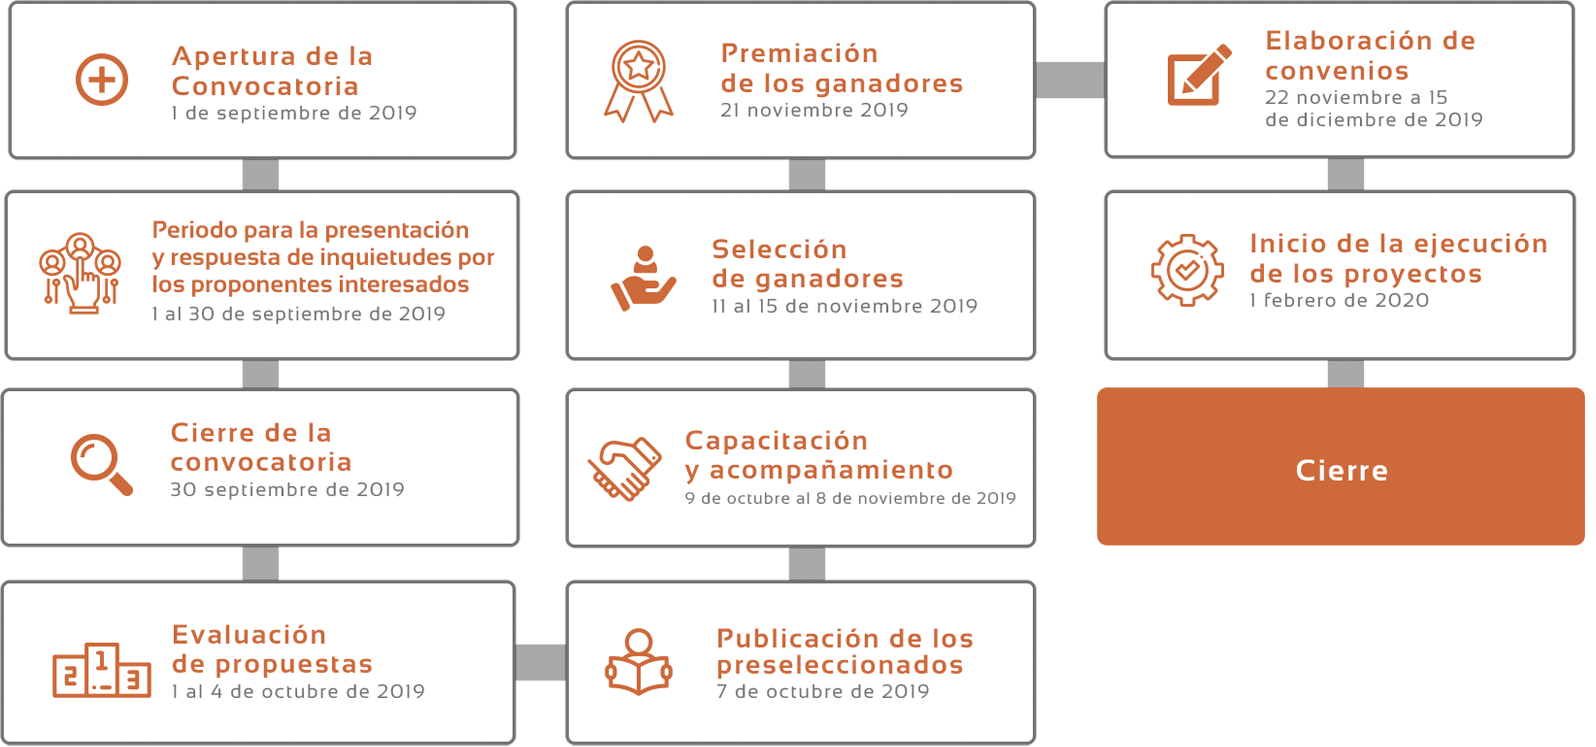 Apertura de la
Convocatoria
1 de septiembre de 2019
Periodo para la presentación
y respuesta de inquietudes por
los proponentes interesados
1 al 30 de septiembre de 2019
Cierre de la
convocatoria
30 septiembre de 2019
2 1 3
Evaluación
de propuestas
1 al 4 de octubre de 2019
Publicación de los
preseleccionados
7 de octubre de 2019
Capacitación
y acompañamiento
9 de octubre al 8 de noviembre de 2019
Selección
de ganadores
11 al 15 de noviembre 2019
Premiación
de los ganadores
21 noviembre 2019
Elaboración de
convenios
22 noviembre a 15
de diciembre de 2019
Inicio de la ejecución
de los proyectos
1 febrero de 2020
Cierre